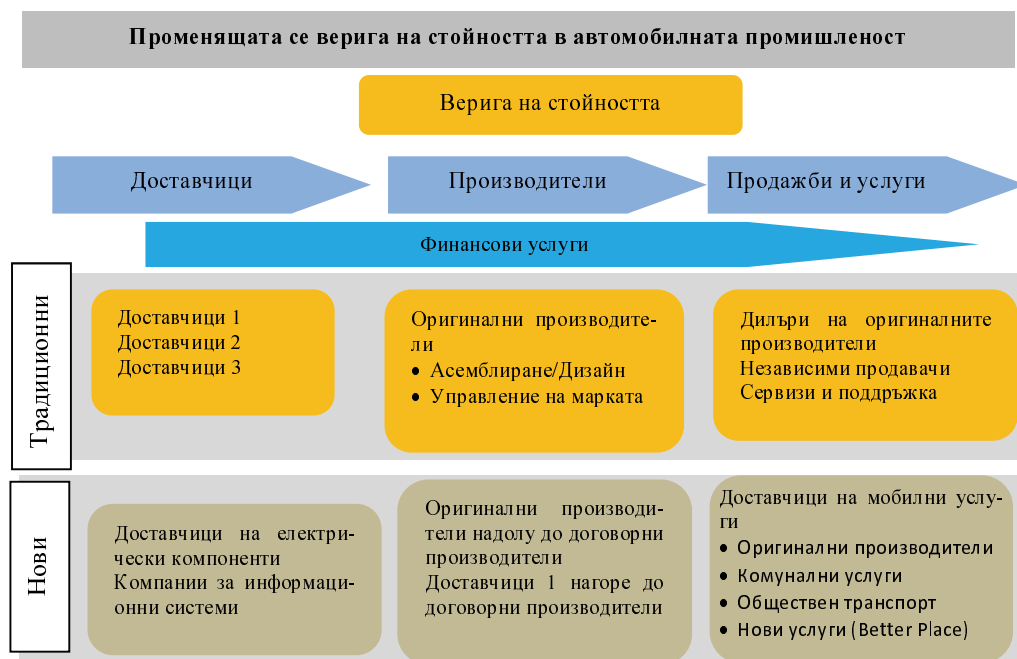 Променящата се верига на стойността в автомобилната промишленост
Верига на стойността
Доставчици
Производители
Продажби и услуги
Финансови услуги
Традиционни
Доставчици 1
Доставчици 2
Доставчици 3
Оригинални производите-
ли
• Асемблиране/Дизайн
• Управление на марката
Дилъри на оригиналните
производители
Независими продавачи
Сервизи и поддръжка
Нови
Доставчици на електри-
чески компоненти
Компании за информаци-
онни системи
Оригинални производи-
тели надолу до договорни
производители
Доставчици 1 нагоре до
договорни производители
Доставчици на мобилни услу-
ги
• Оригинални производители
• Комунални услуги
• Обществен транспорт
• Нови услуги (Better Place)